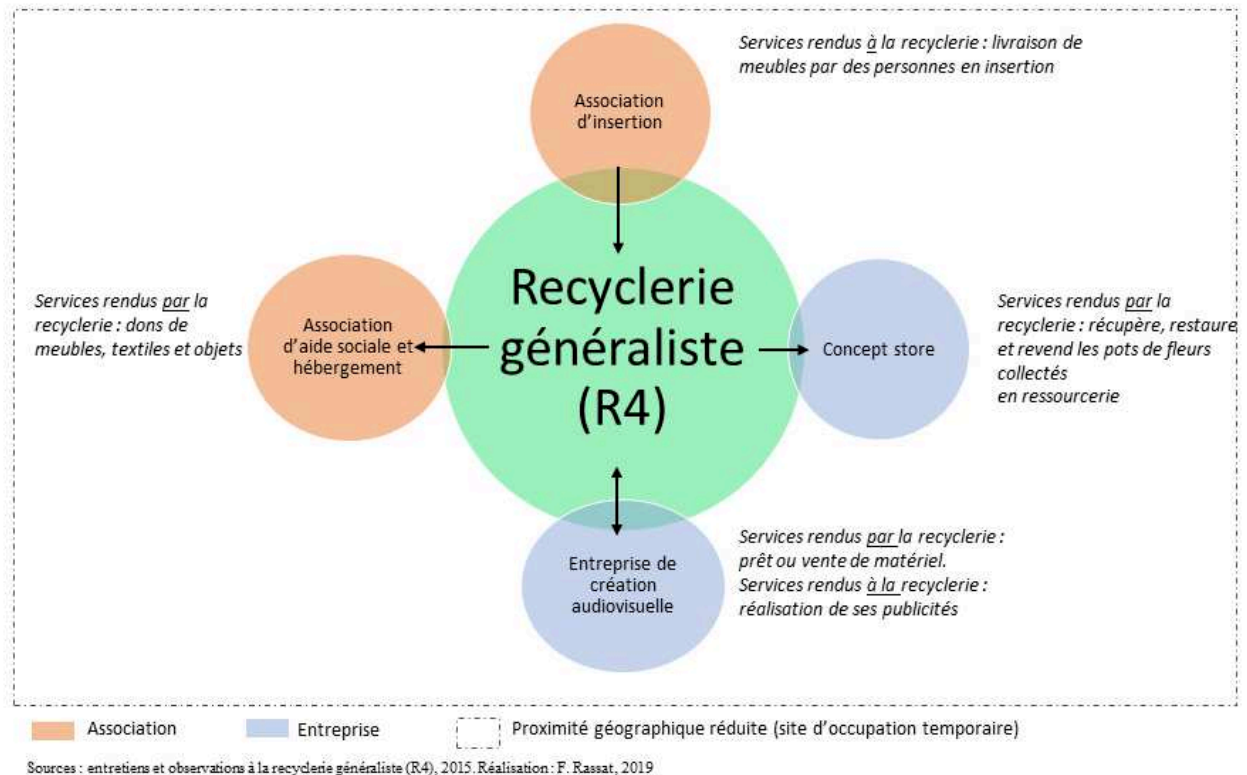 Services rendus à la recyclerie : livraison de
meubles par des personnes en insertion
Association
d’insertion
Services rendus par la
recyclerie : dons de
meubles, textiles et objets
Association
d’aide sociale et
hébergement
Recyclerie
généraliste
(R4)
Concept store
Services rendus par la
recyclerie : récupère, restaure
et revend les pots de fleurs
collectés
en ressourcerie
Entreprise de
création
audiovisuelle
Services rendus par la recyclerie :
prêt ou vente de matériel.
Services rendus à la recyclerie :
réalisation de ses publicités
Association
Entreprise
Proximité géographique réduite (site d’occupation temporaire)
Sources : entretiens et observations à la recyclerie généraliste (R4), 2015. Réalisation : F. Rassat, 2019